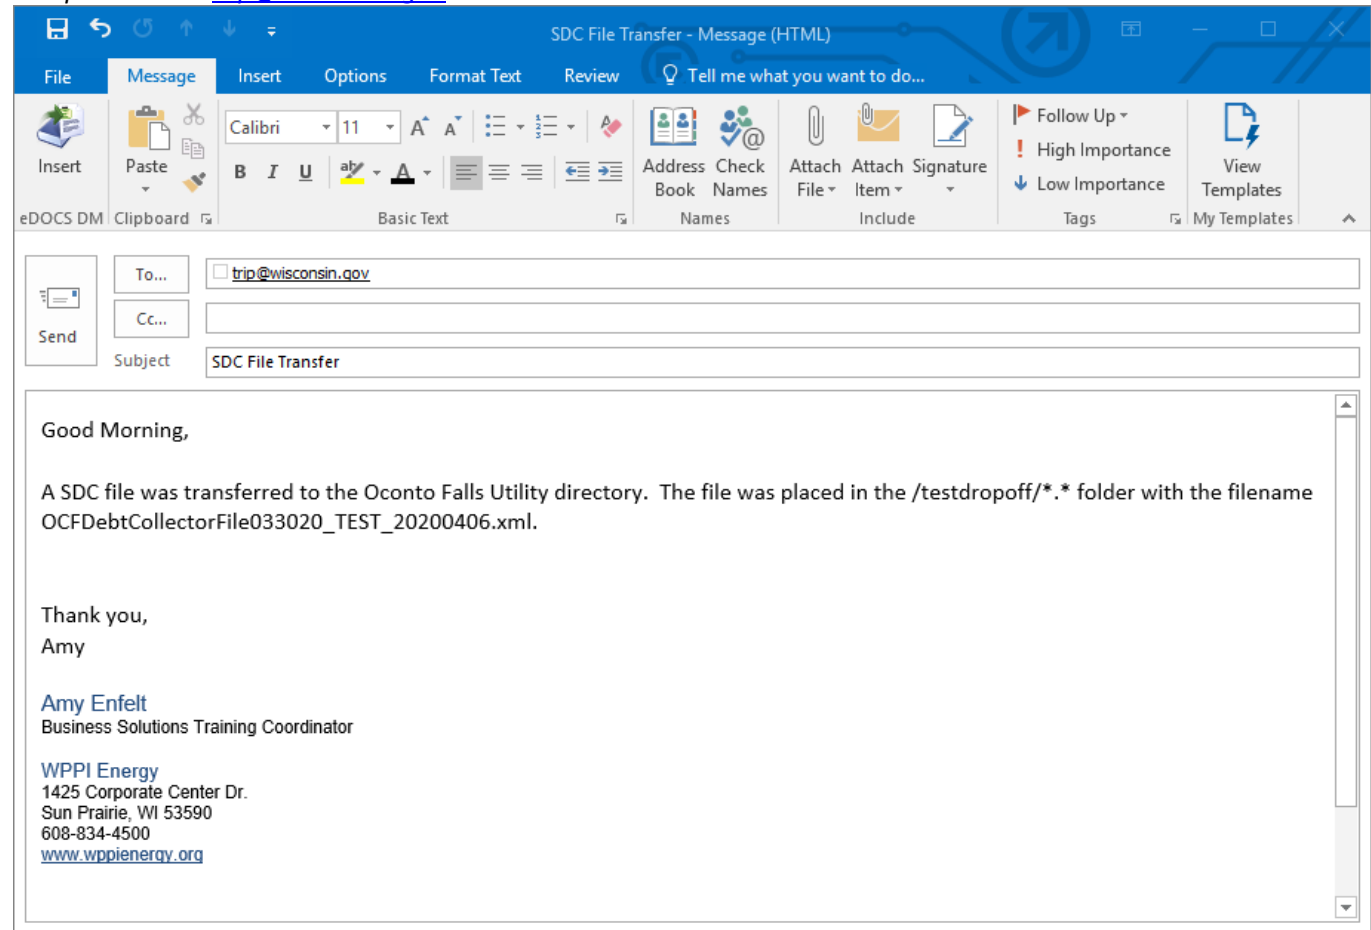 SDC File Transfer - Message (HTML)
File Message Insert Options Format Text Review Tell me what you want to do...
Insert
Paste
Calibri 11
B I U
Address Book
Check Names
Attach File
Attach Item
Signature
Follow Up
High Importance
Low Importance
View Templates
eDOCS DM Clipboard Basic Text Names Include Tags My Templates
Send
To... trip@wisconsin.gov
Cc...
Subject SDC File Transfer
Good Morning,
A SDC file was transferred to the Oconto Falls Utility directory. The file was placed in the /testdropoff/*.* folder with the filename
OCFDebtCollectorFile033020_TEST_20200406.xml.
Thank you,
Amy
Amy Enfelt
Business Solutions Training Coordinator
WPPI Energy
1425 Corporate Center Dr.
Sun Prairie, WI 53590
608-834-4500
www.wppienergy.org